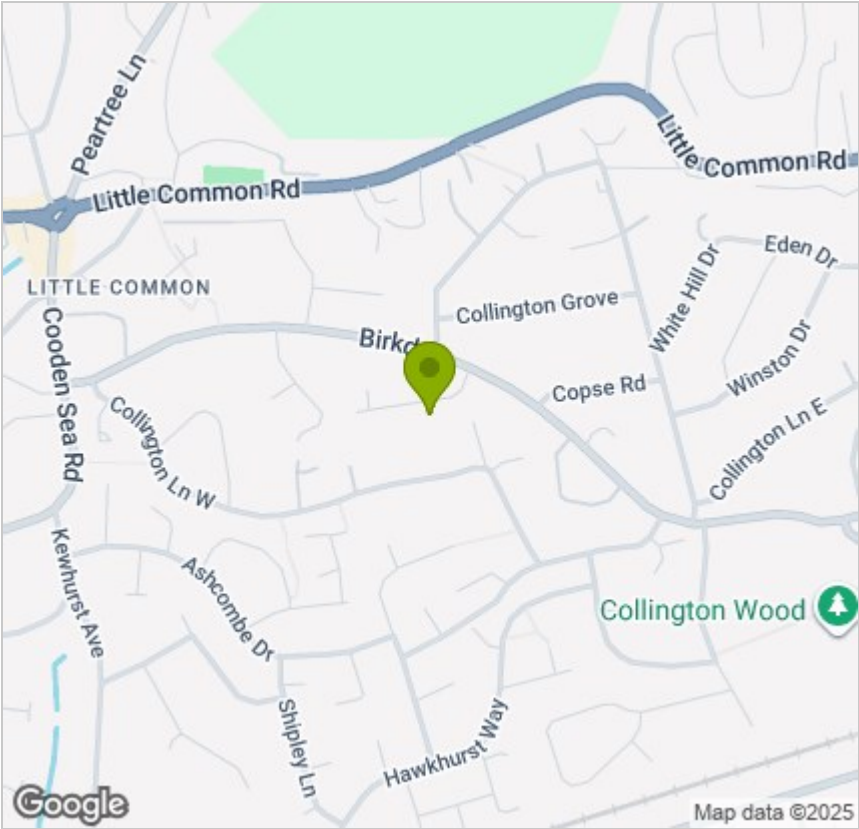 Peartree Ln
Little Common Rd
Little Common Rd
Eden Dr
White Hill Dr
LITTLE COMMON
Collington Grove
Cooden Sea Rd
Winston Dr
Copse Rd
Collington Ln E
Collington Ln W
Kewhurst Ave
Ashcombe Dr
Collington Wood
Shipley Ln
Hawkhurst Way
Google
Map data ©2025